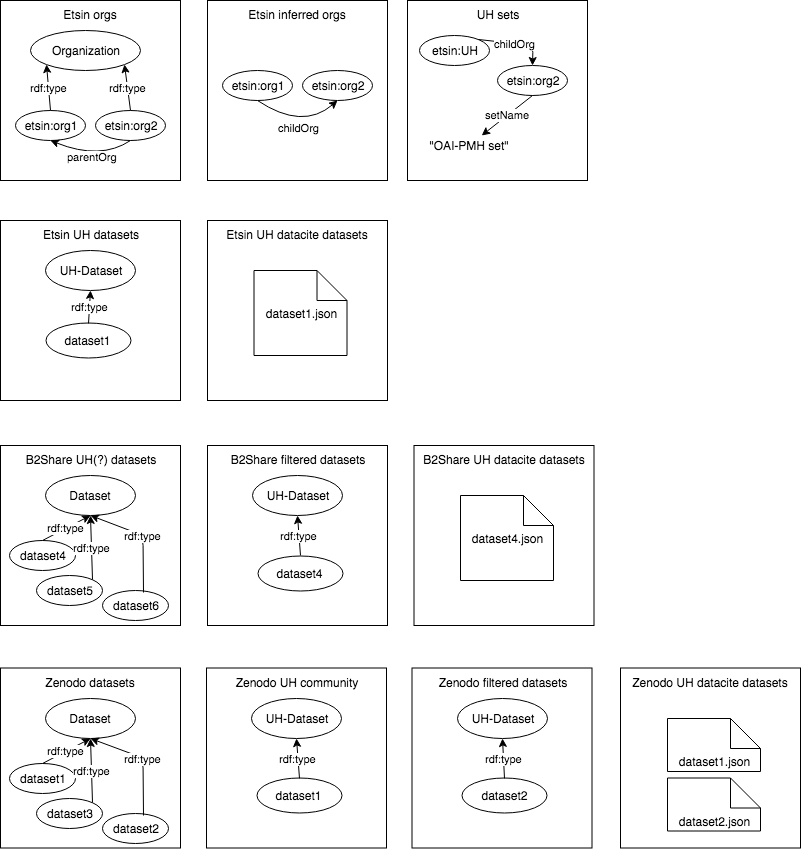 Etsin orgs
Organization
rdf:type
rdf:type
etsin:org1
etsin:org2
parentOrg
Etsin inferred orgs
etsin:org1
etsin:org2
childOrg
UH sets
etsin:UH
childOrg
etsin:org2
setName
"OAI-PMH set"
Etsin UH datasets
UH-Dataset
rdf:type
dataset1
Etsin UH datacite datasets
dataset1.json
B2Share UH(?) datasets
Dataset
rdf:type
rdf:type
rdf:type
dataset4
dataset5
dataset6
B2Share filtered datasets
UH-Dataset
rdf:type
dataset4
B2Share UH datacite datasets
dataset4.json
Zenodo datasets
Dataset
rdf:type
rdf:type
rdf:type
dataset1
dataset3
dataset2
Zenodo UH community
UH-Dataset
rdf:type
dataset1
Zenodo filtered datasets
UH-Dataset
rdf:type
dataset2
Zenodo UH datacite datasets
dataset1.json
dataset2.json